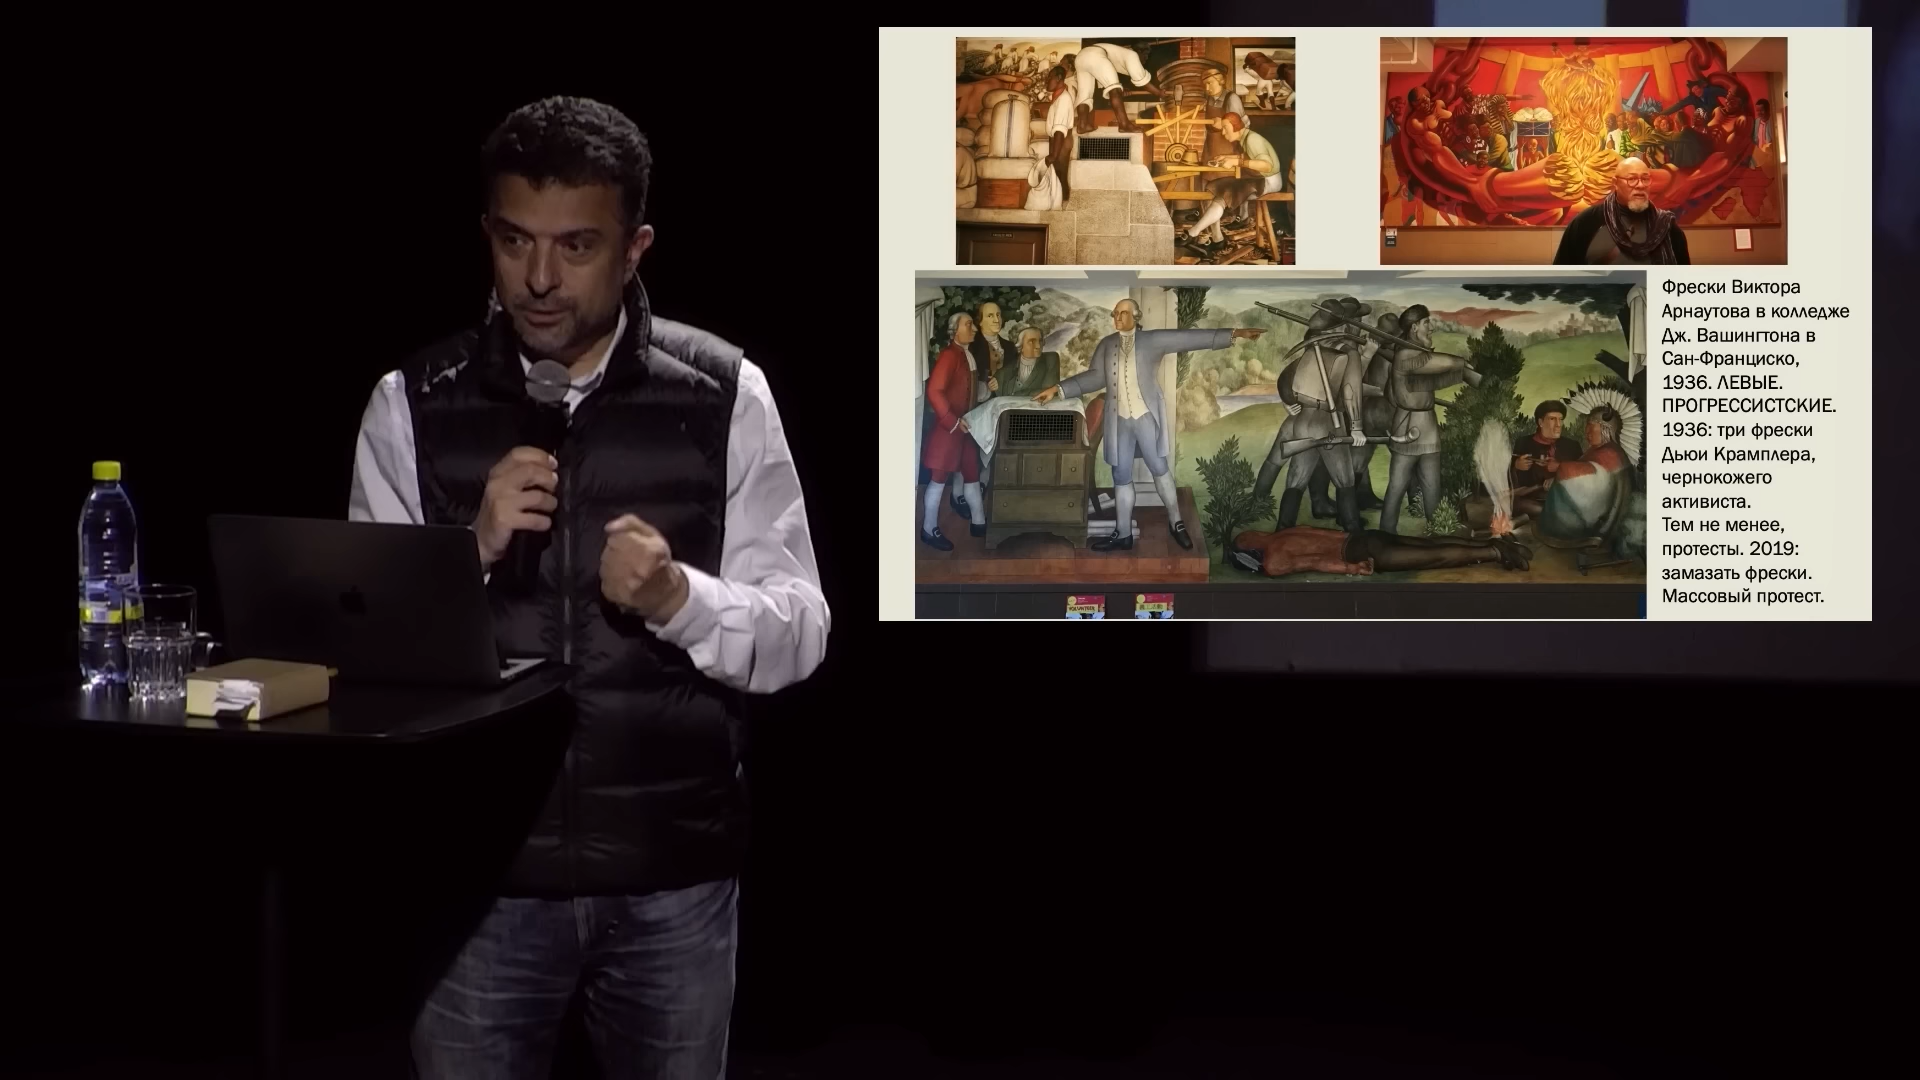 Фрески Виктора
Арнаутова в колледже
Дж. Вашингтона в
Сан-Франциско,
1936. ЛЕВЫЕ.
ПРОГРЕССИСТСКИЕ.
1936: три фрески
Дьюи Крамплера,
чернокожего
активиста.
Тем не менее,
протесты. 2019:
замазать фрески.
Массовый протест.
VOLUNTEER